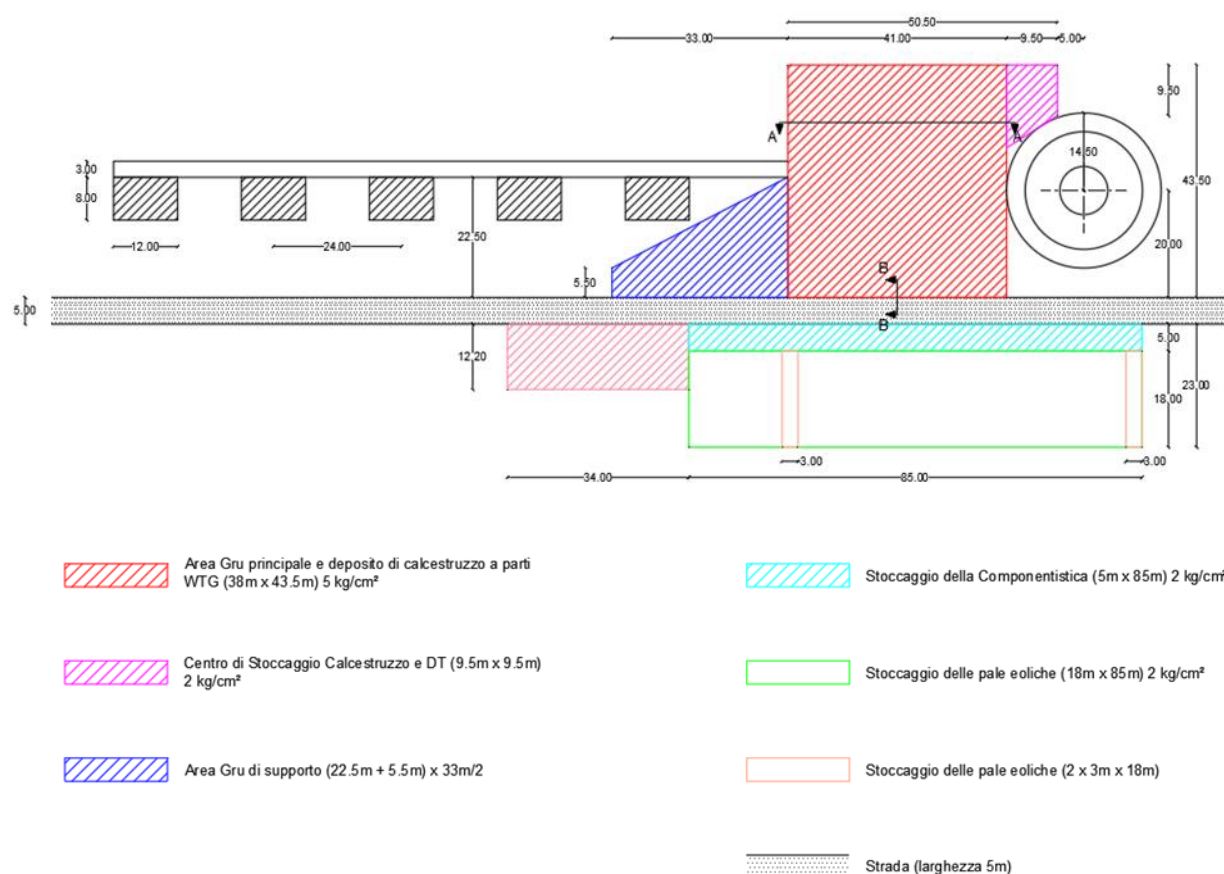 50.50
33.00
41.00
9.50
5.00
9.50
A
A
3.00
14.50
43.50
8.00
12.00
24.00
22.50
20.00
5.50
B
5.00
B
12.20
5.00
23.00
18.00
3.00
3.00
34.00
85.00
Area Gru principale e deposito di calcestruzzo a parti
WTG (38m x 43.5m) 5 kg/cm²
Stoccaggio della Componentistica (5m x 85m) 2 kg/cm²
Centro di Stoccaggio Calcestruzzo e DT (9.5m x 9.5m)
2 kg/cm²
Stoccaggio delle pale eoliche (18m x 85m) 2 kg/cm²
Area Gru di supporto (22.5m + 5.5m) x 33m/2
Stoccaggio delle pale eoliche (2 x 3m x 18m)
Strada (larghezza 5m)